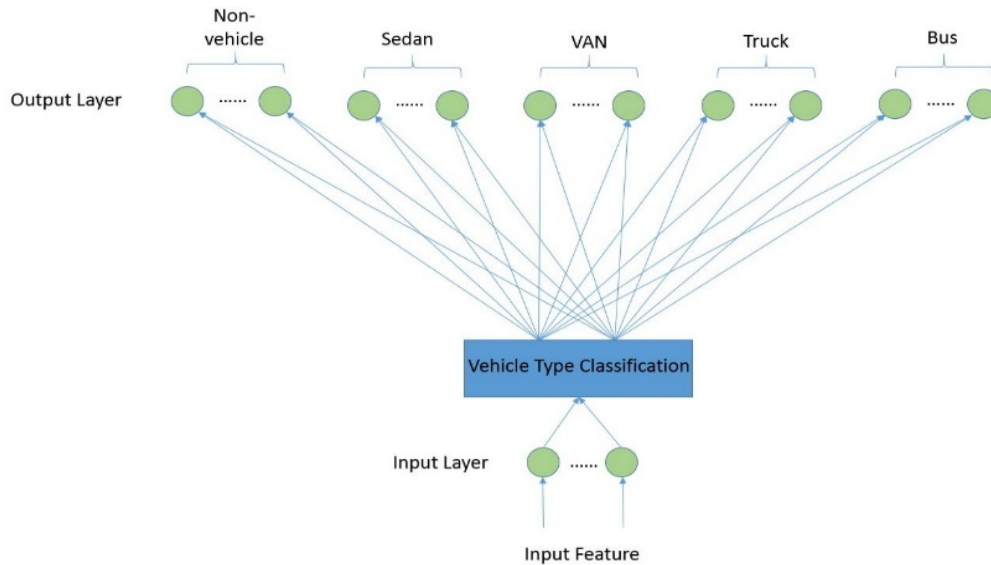 Non-
vehicle
Sedan
VAN
Truck
Bus
Output Layer
......
......
......
......
......
Vehicle Type Classification
Input Layer
......
Input Feature